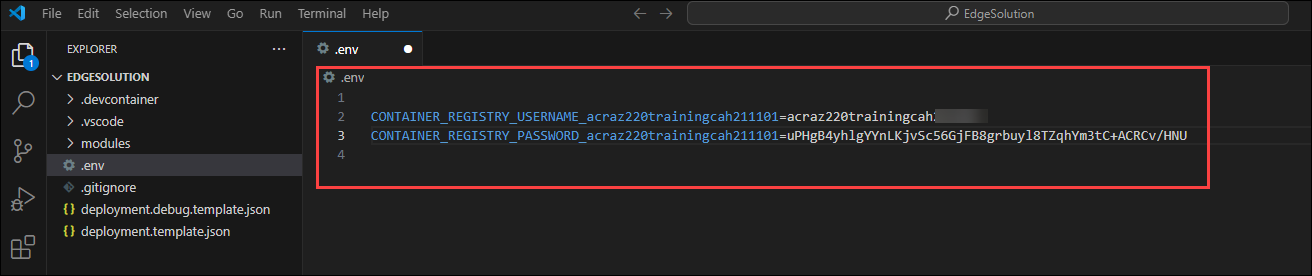 File Edit Selection View Go Run Terminal Help
EdgeSolution
EXPLORER
.env
EDGESOLUTION
.devcontainer
.vscode
modules
.env
.gitignore
deployment.debug.template.json
deployment.template.json
1
.env
1
2 CONTAINER_REGISTRY_USERNAME_acraz220trainingcah211101=acraz220trainingcah
3 CONTAINER_REGISTRY_PASSWORD_acraz220trainingcah211101=uPHgB4yhlgYYnLKjvSc56GjFB8grbuyl8TZqhYm3tC+ACRCv/HNU
4